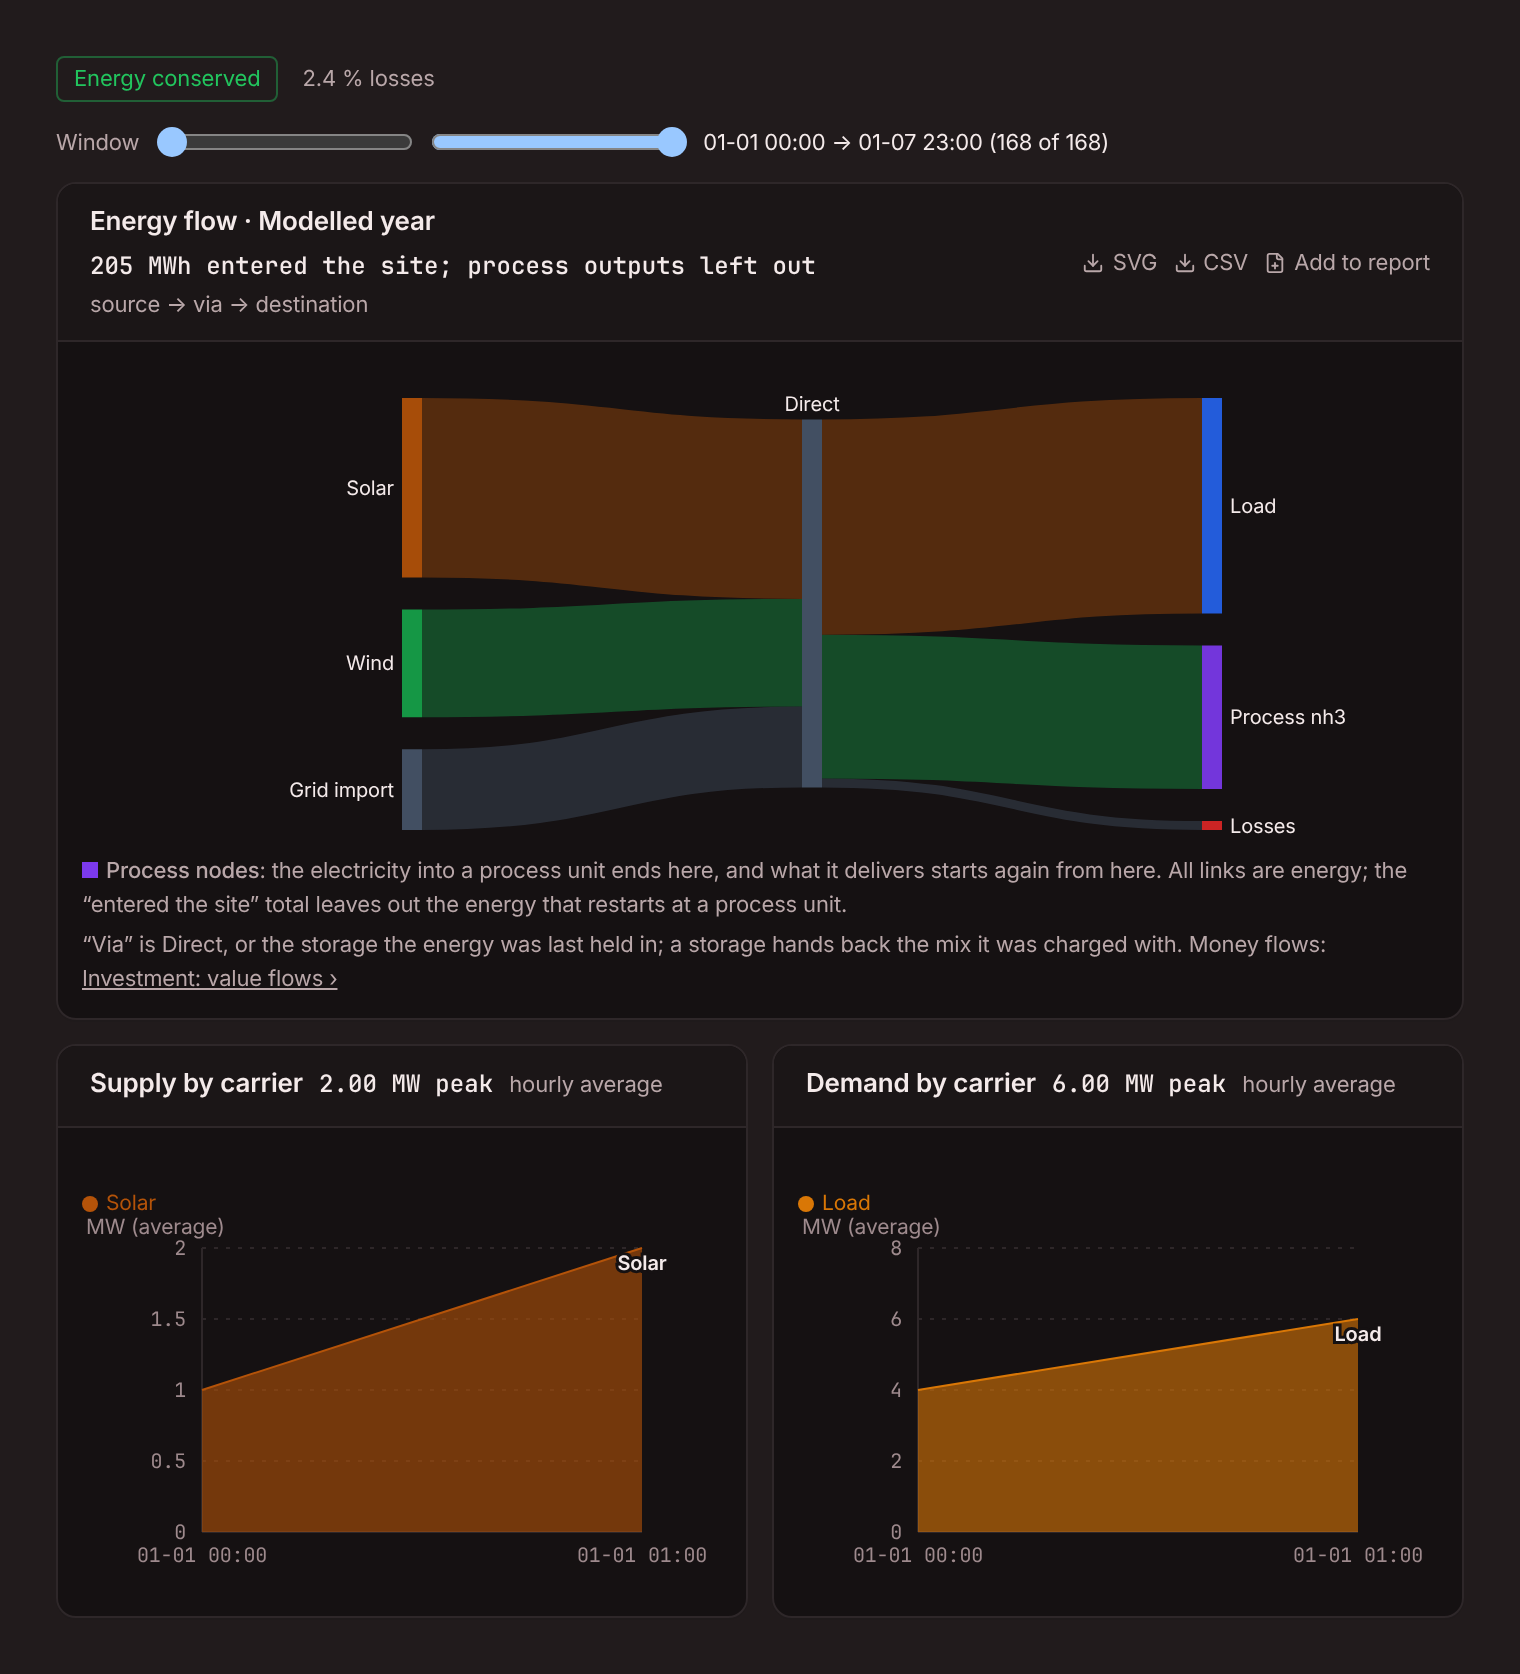 Energy conserved 2.4 % losses
Window 01-01 00:00 → 01-07 23:00 (168 of 168)
Energy flow · Modelled year
205 MWh entered the site; process outputs left out
SVG CSV Add to report
source → via → destination
Direct
Solar
Load
Wind
Process nh3
Grid import
Losses
Process nodes: the electricity into a process unit ends here, and what it delivers starts again from here. All links are energy; the
“entered the site” total leaves out the energy that restarts at a process unit.
“Via” is Direct, or the storage the energy was last held in; a storage hands back the mix it was charged with. Money flows:
Investment: value flows ›
Supply by carrier 2.00 MW peak hourly average
Solar
MW (average)
2
Solar
1.5
1
0.5
0
01-01 00:00 01-01 01:00
Demand by carrier 6.00 MW peak hourly average
Load
MW (average)
8
6
Load
4
2
0
01-01 00:00 01-01 01:00